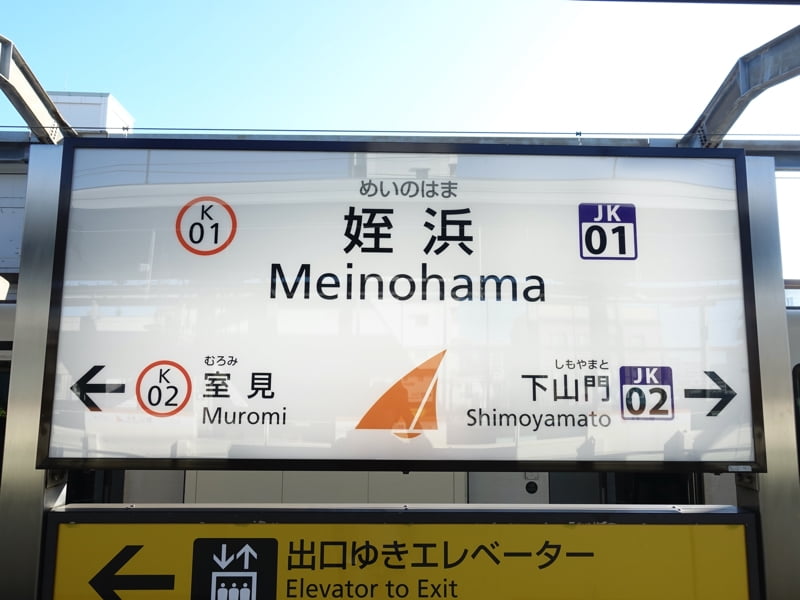 めいのはま
K
01
姪浜
JK
01
Meinohama
K
02
むろみ
室見
Muromi
しもやまと
下山門
Shimoyamato
JK
02
出口ゆきエレベーター
Elevator to Exit